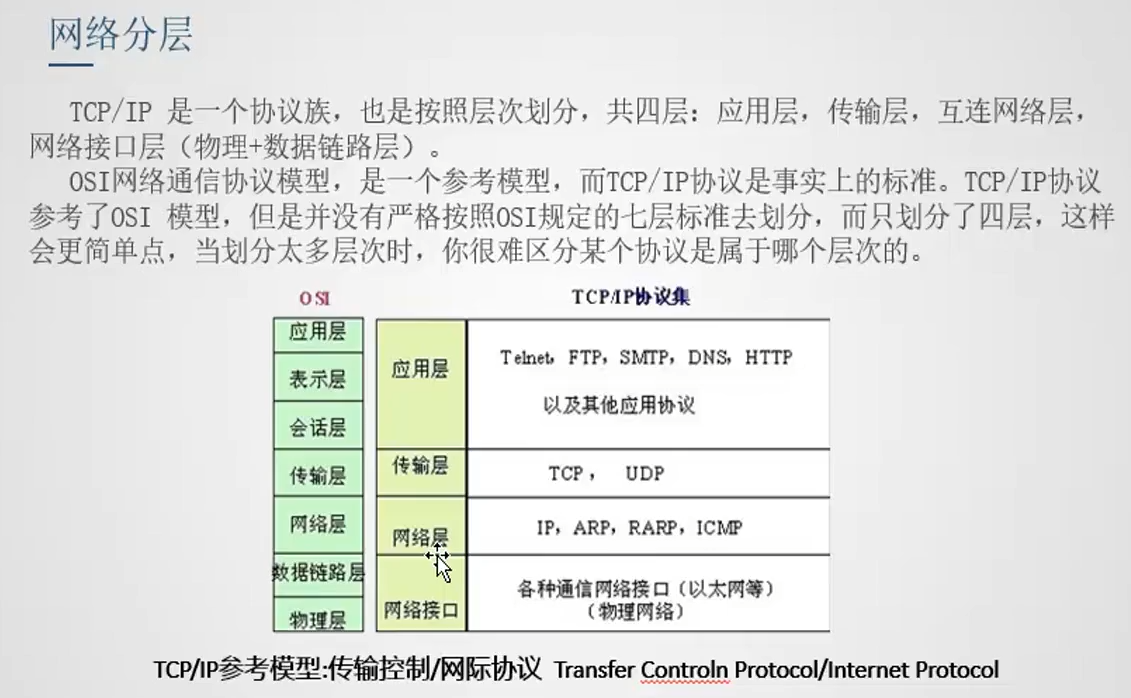 网络分层
TCP/IP 是一个协议族，也是按照层次划分，共四层：应用层，传输层，互连网络层，
网络接口层（物理+数据链路层）。
OSI网络通信协议模型，是一个参考模型，而TCP/IP协议是事实上的标准。TCP/IP协议
参考了OSI 模型，但是并没有严格按照OSI规定的七层标准去划分，而只划分了四层，这样
会更简单点，当划分太多层次时，你很难区分某个协议是属于哪个层次的。
OSI
TCP/IP协议集
应用层
表示层
会话层
传输层
网络层
数据链路层
物理层
应用层
传输层
网络层
网络接口
Telnet，FTP，SMTP，DNS，HTTP
以及其他应用协议
TCP， UDP
IP，ARP，RARP，ICMP
各种通信网络接口（以太网等）
（物理网络）
TCP/IP参考模型:传输控制/网际协议 Transfer Controln Protocol/Internet Protocol